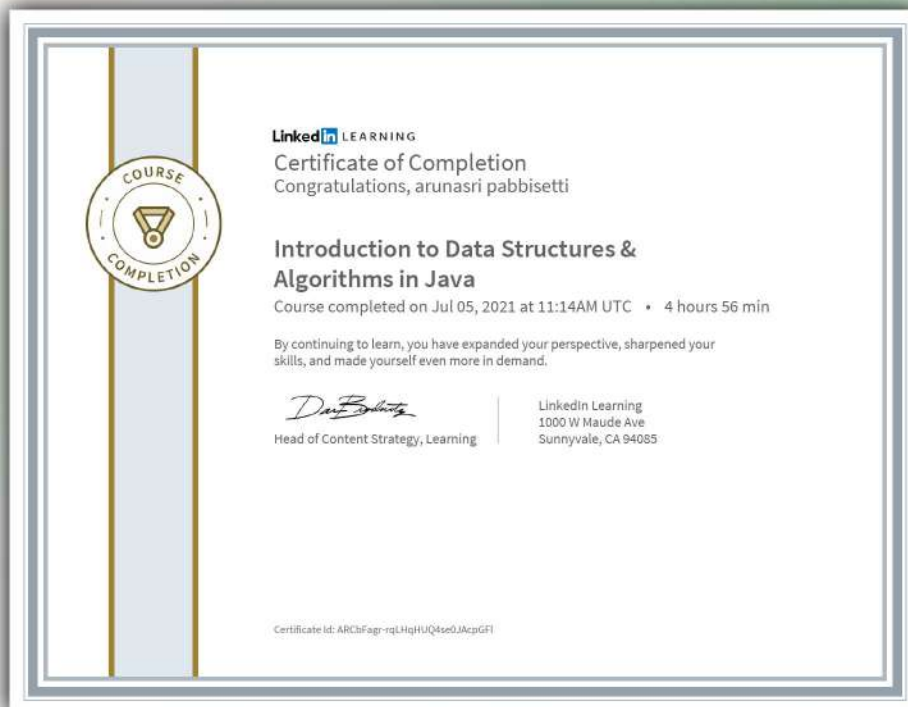 COURSE
COMPLETION
Linked in LEARNING
Certificate of Completion
Congratulations, arunasri pabbisetti
Introduction to Data Structures &
Algorithms in Java
Course completed on Jul 05, 2021 at 11:14AM UTC • 4 hours 56 min
By continuing to learn, you have expanded your perspective, sharpened your
skills, and made yourself even more in demand.
Head of Content Strategy, Learning
LinkedIn Learning
1000 W Maude Ave
Sunnyvale, CA 94085
Certificate Id: ARCbFagr-rqLHqHUQ4se0JAcpGFl